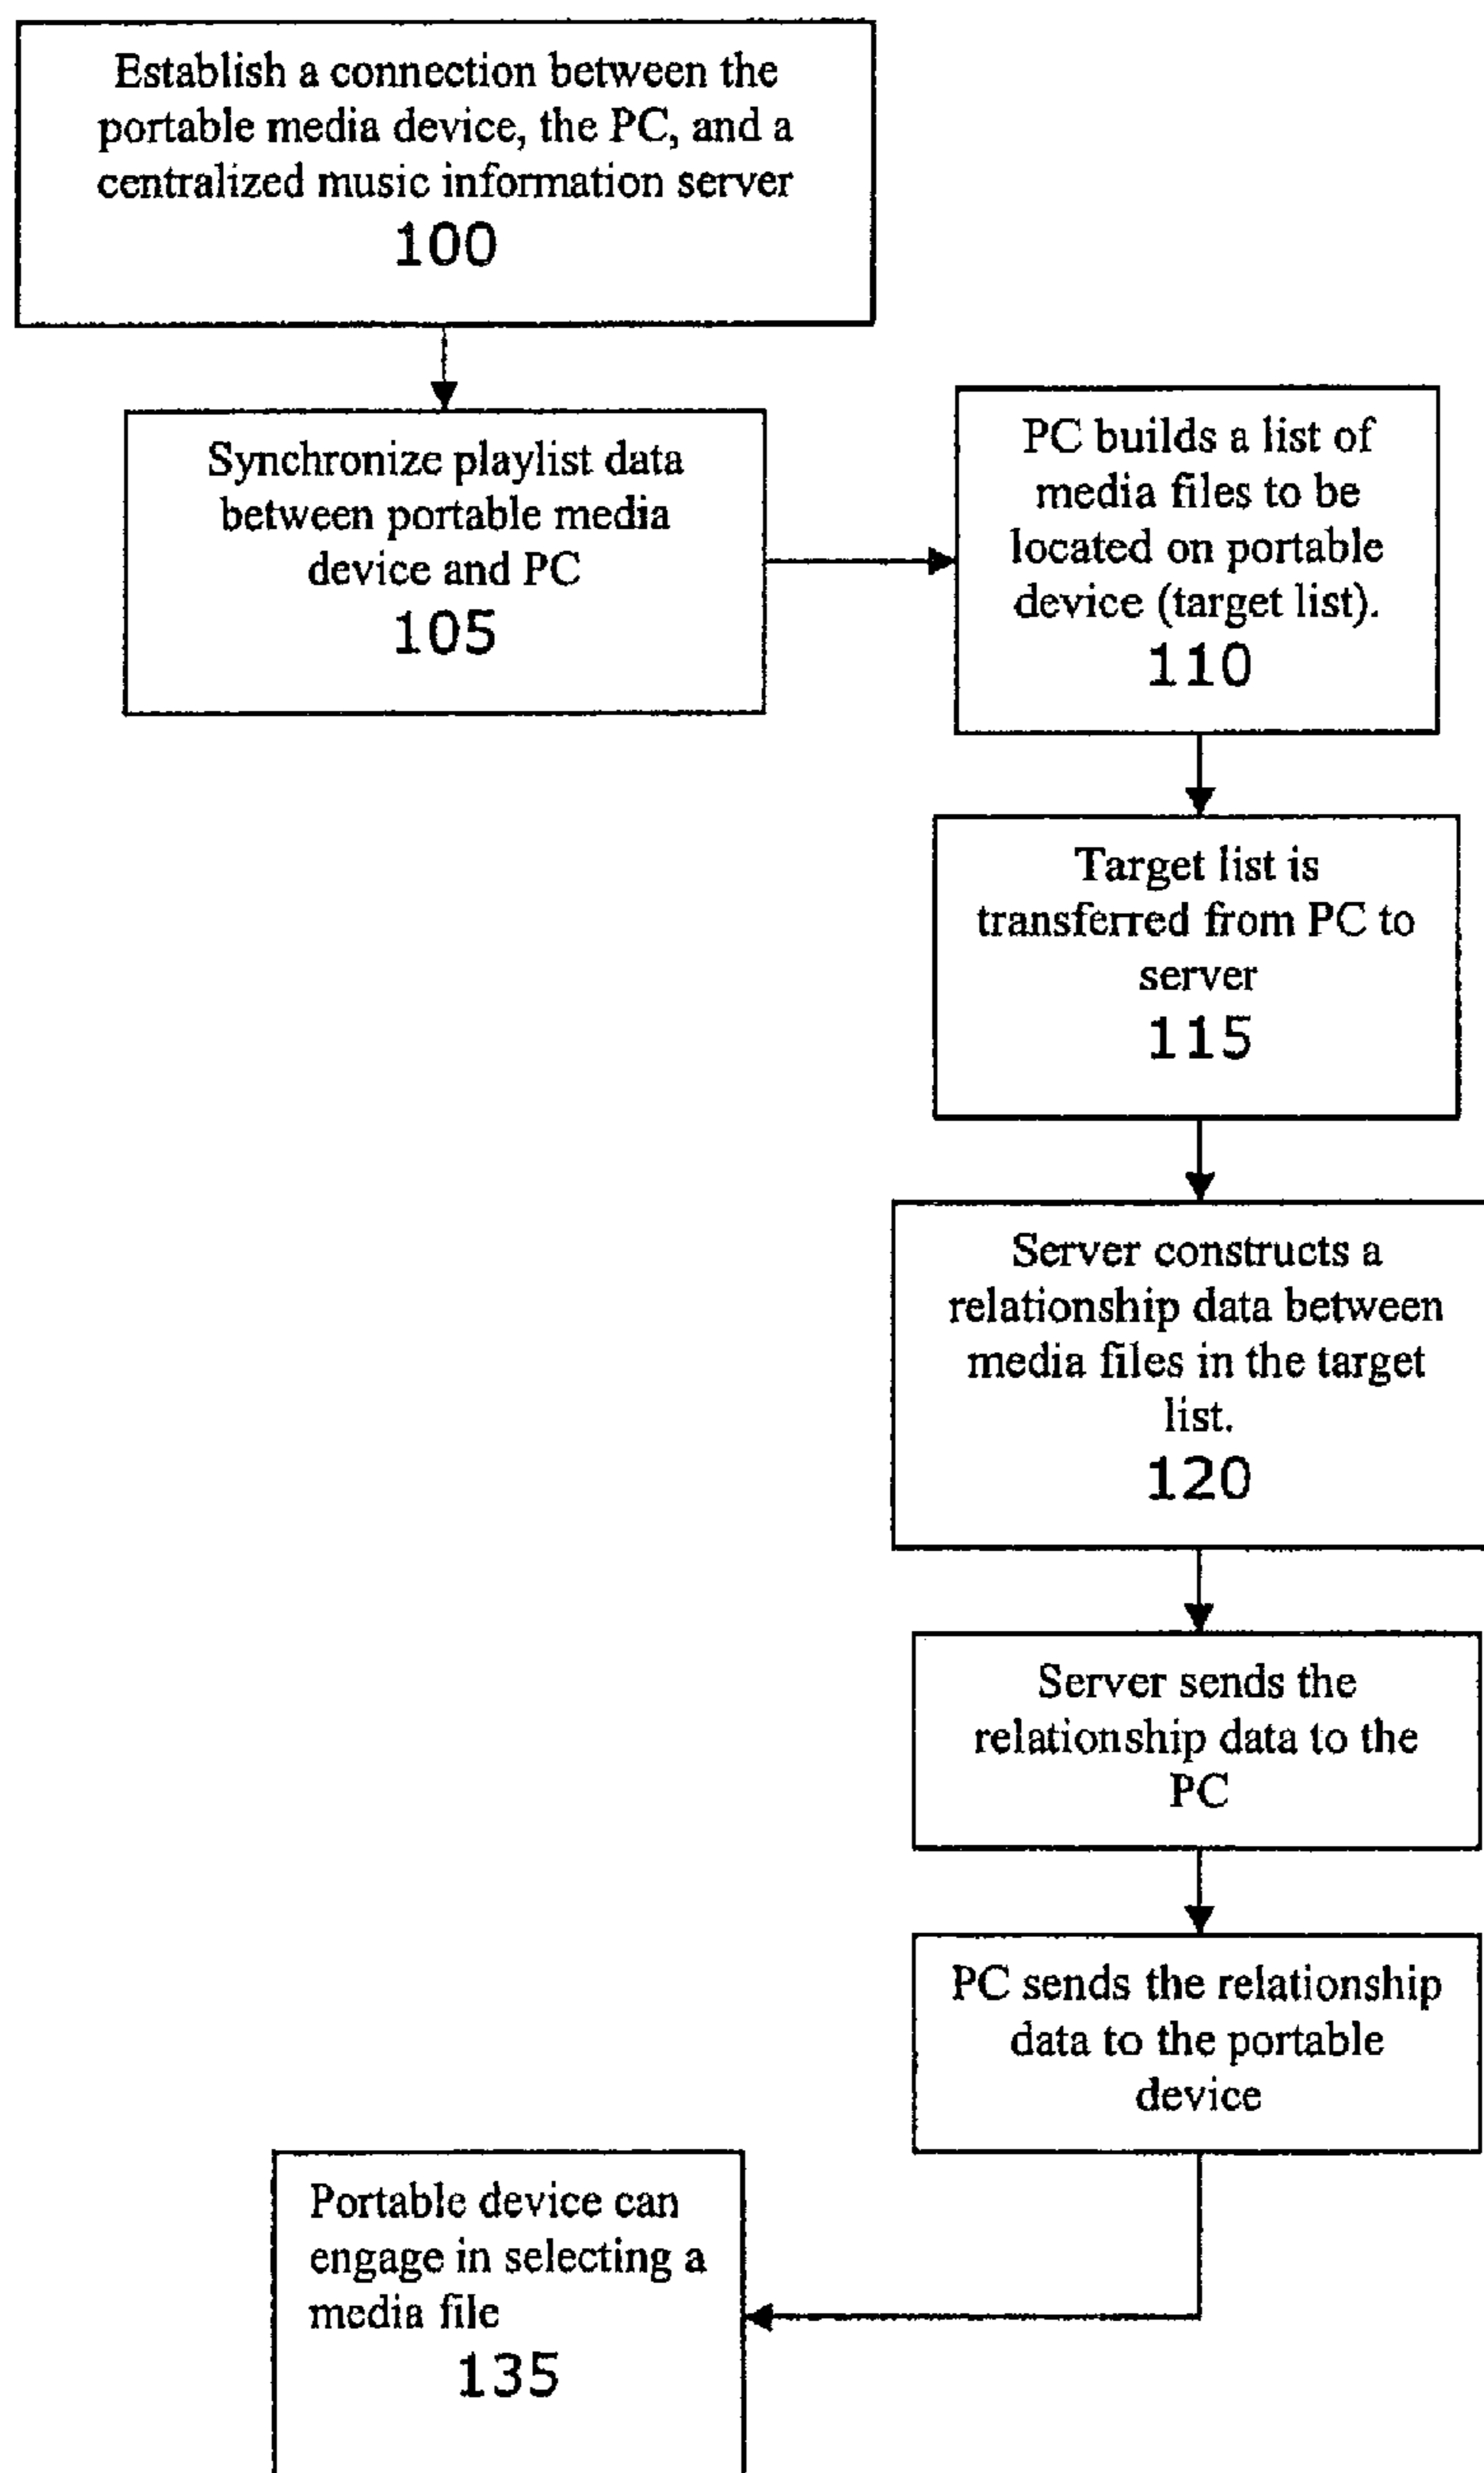 Establish a connection between the
portable media device, the PC, and a
centralized music information server
100
Synchronize playlist data
between portable media
device and PC
105
PC builds a list of
media files to be
located on portable
device (target list).
110
Target list is
transferred from PC to
server
115
Server constructs a
relationship data between
media files in the target
list.
120
Server sends the
relationship data to the
PC
PC sends the relationship
data to the portable
device
Portable device can
engage in selecting a
media file
135